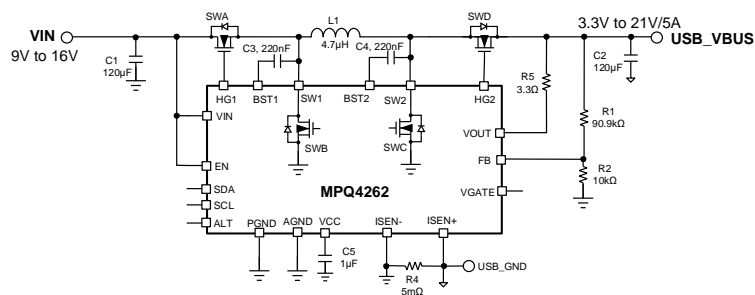 SWA
L1
4.7μH
SWD
3.3V to 21V/5A
VIN
USB_VBUS
9V to 16V
C1
120μF
C3, 220nF
C4, 220nF
C2
120μF
R5
3.3Ω
HG1
BST1
SW1
BST2
SW2
HG2
R1
90.9kΩ
VIN
VOUT
SWB
SWC
EN
FB
R2
10kΩ
SDA
MPQ4262
VGATE
SCL
ALT
PGND
AGND
VCC
ISEN-
ISEN+
C5
1μF
R4
5mΩ
USB_GND